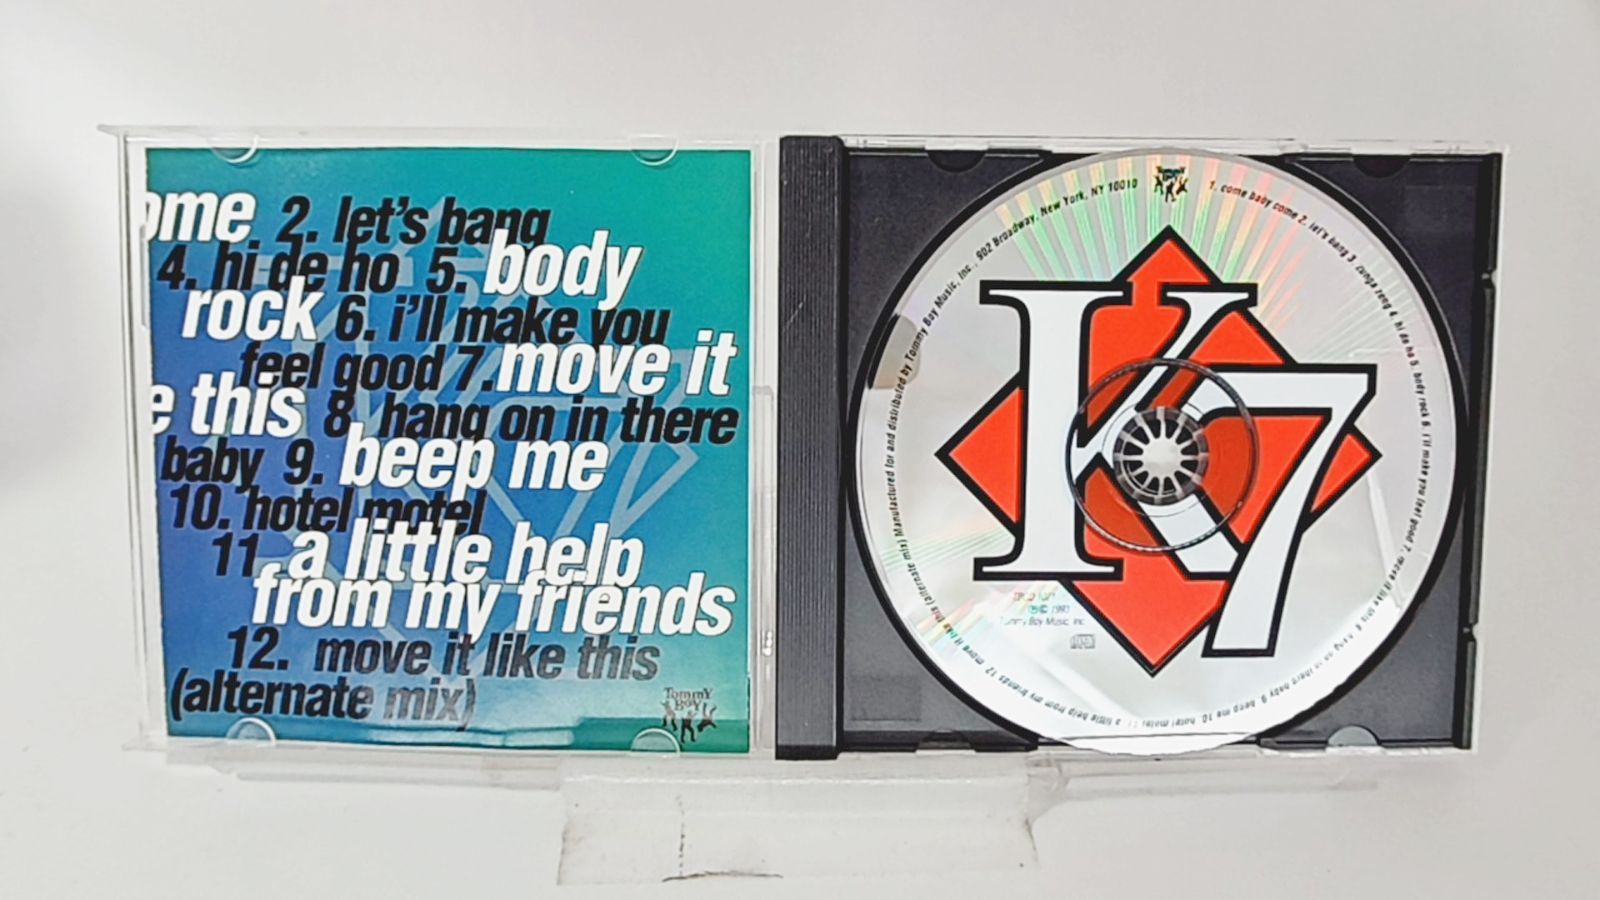 ome 2. let's bang
4. hi de ho 5. body
rock 6. i'll make you
feel good 7. move it
e this 8 hang on in there
baby 9. beep me
10. hotel motel
11 a little help
from my friends
12. move it like this
(alternate mix)
Tommy
Boy
K7
Tommy
Boy
1. come baby come 2. let's bang 3. zunga zeng 4. hi de ho 5. body rock 6. i'll make you feel good 7. move it like this 8. hang on in there baby 9. beep me 10. hotel motel 11. a little help from my friends 12. move it like this (alternate mix) Manufactured for and distributed by Tommy Boy Music, Inc., 902 Broadway, New York, NY 10010
℗© 1993
Tommy Boy Music, Inc.